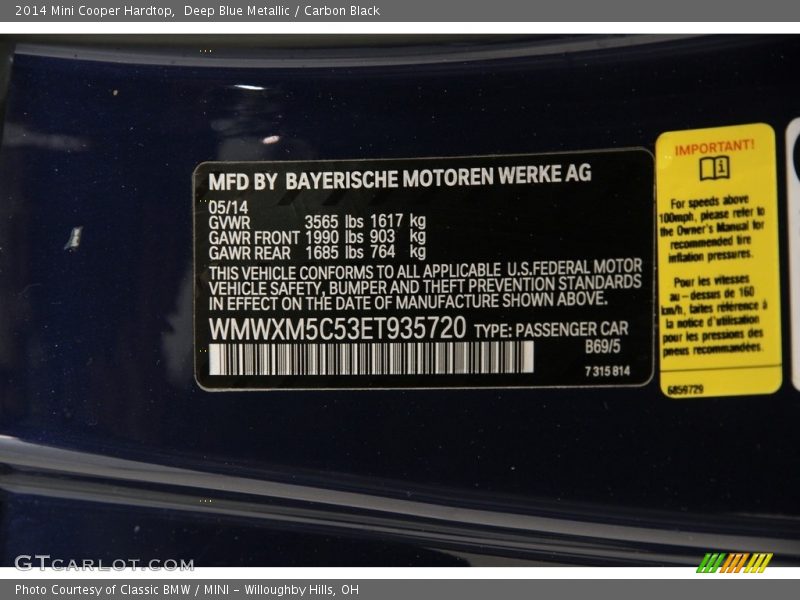 2014 Mini Cooper Hardtop,  Deep Blue Metallic / Carbon Black
MFD BY BAYERISCHE MOTOREN WERKE AG
05/14
GVWR 3565 lbs 1617 kg
GAWR FRONT 1990 lbs 903 kg
GAWR REAR 1685 lbs 764 kg
THIS VEHICLE CONFORMS TO ALL APPLICABLE U.S.FEDERAL MOTOR
VEHICLE SAFETY, BUMPER AND THEFT PREVENTION STANDARDS
IN EFFECT ON THE DATE OF MANUFACTURE SHOWN ABOVE.
WMWXM5C53ET935720 TYPE: PASSENGER CAR
B69/5
7 315 814
IMPORTANT!
i
For speeds above
100mph, please refer to
the Owner's Manual for
recommended tire
inflation pressures.
Pour les vitesses
au - dessus de 160
km/h, faites référence à
la notice d'utilisation
pour les pressions des
pneus recommandées.
6859729
GTCARLOT.COM
Photo Courtesy of Classic BMW / MINI - Willoughby Hills, OH